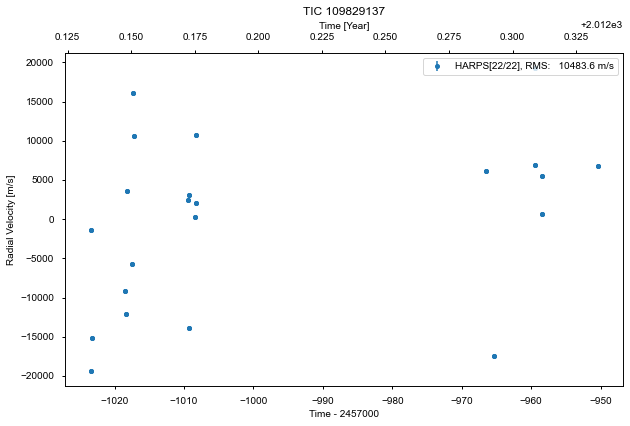 TIC 109829137
Time [Year]
+2.012e3
0.125 0.150 0.175 0.200 0.225 0.250 0.275 0.300 0.325
HARPS[22/22], RMS: 10483.6 m/s
20000
15000
10000
5000
0
−5000
−10000
−15000
−20000
Radial Velocity [m/s]
−1020 −1010 −1000 −990 −980 −970 −960 −950
Time - 2457000